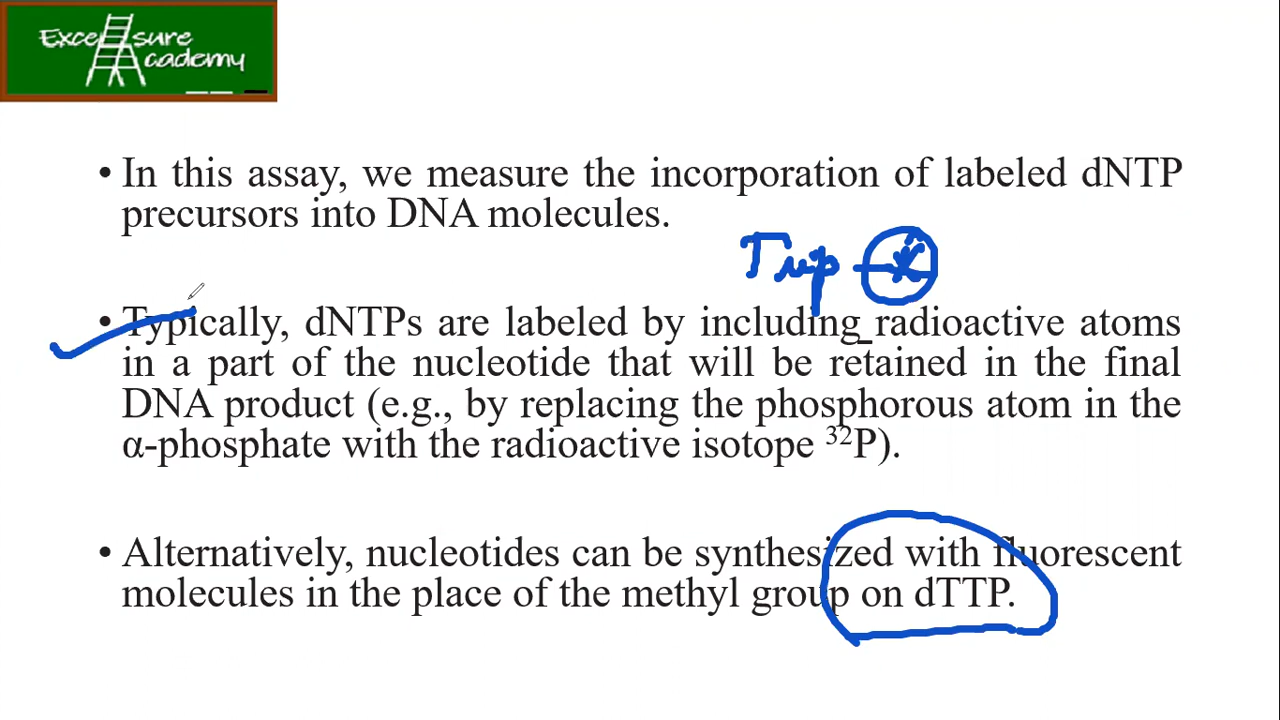 Excelsure
Academy
• In this assay, we measure the incorporation of labeled dNTP
precursors into DNA molecules.
• Typically, dNTPs are labeled by including radioactive atoms
in a part of the nucleotide that will be retained in the final
DNA product (e.g., by replacing the phosphorous atom in the
α-phosphate with the radioactive isotope ³²P).
• Alternatively, nucleotides can be synthesized with fluorescent
molecules in the place of the methyl group on dTTP.